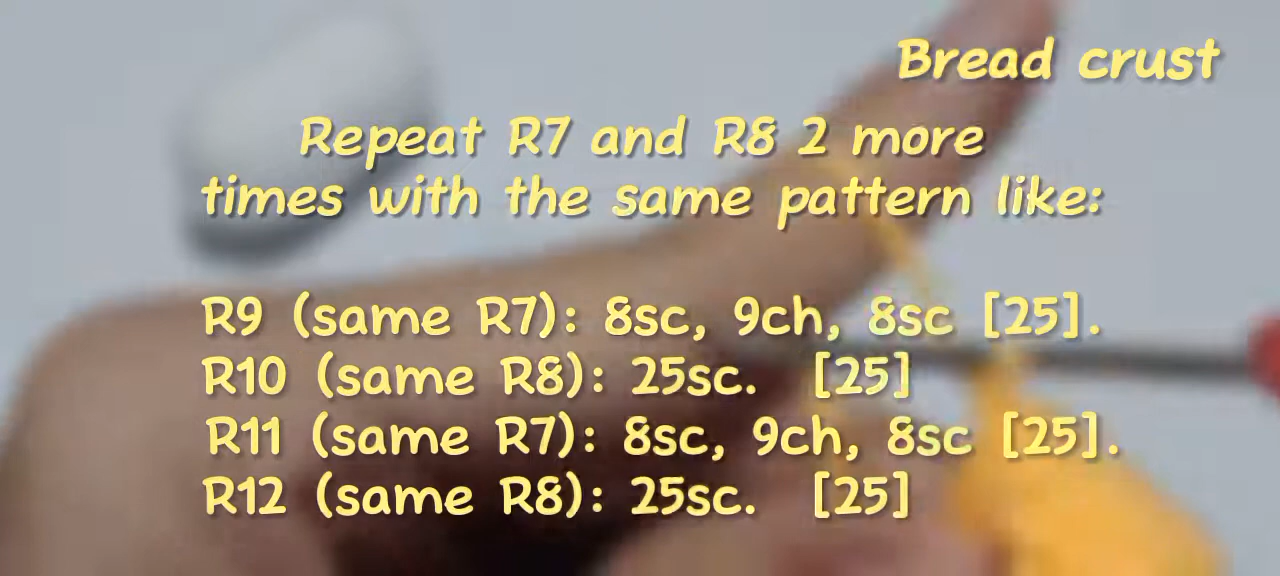 Bread crust
Repeat R7 and R8 2 more
times with the same pattern like:
R9 (same R7): 8sc, 9ch, 8sc [25].
R10 (same R8): 25sc. [25]
R11 (same R7): 8sc, 9ch, 8sc [25].
R12 (same R8): 25sc. [25]